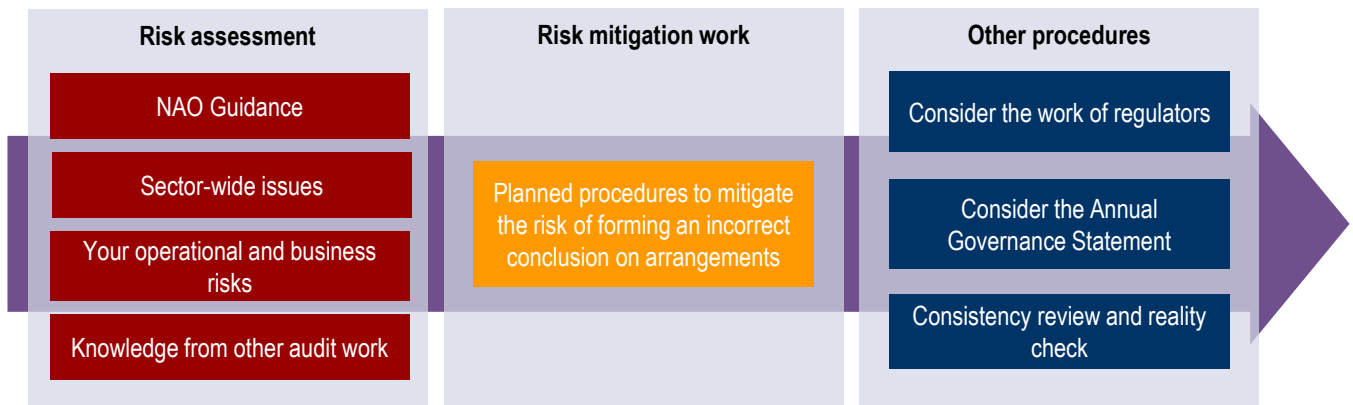 Risk assessment
NAO Guidance
Sector-wide issues
Your operational and business
risks
Knowledge from other audit work
Risk mitigation work
Planned procedures to mitigate
the risk of forming an incorrect
conclusion on arrangements
Other procedures
Consider the work of regulators
Consider the Annual
Governance Statement
Consistency review and reality
check